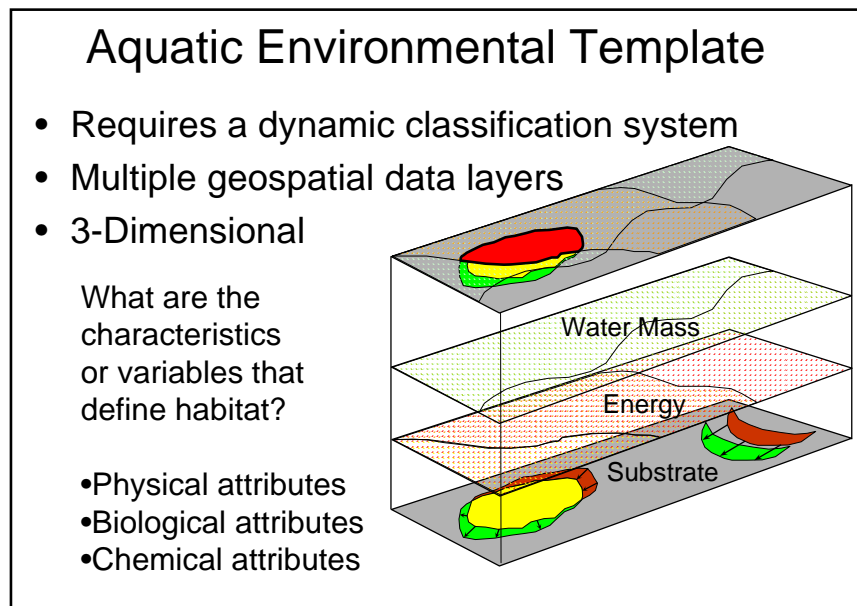 Aquatic Environmental Template
• Requires a dynamic classification system
• Multiple geospatial data layers
• 3-Dimensional
What are the
characteristics
or variables that
define habitat?
•Physical attributes
•Biological attributes
•Chemical attributes
Water Mass
Energy
Substrate